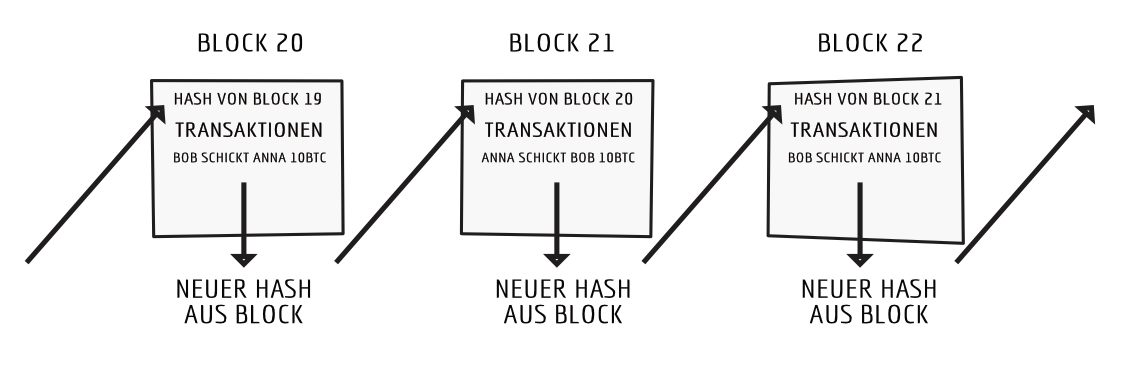 BLOCK 20
HASH VON BLOCK 19
TRANSAKTIONEN
BOB SCHICKT ANNA 10BTC
NEUER HASH
AUS BLOCK
BLOCK 21
HASH VON BLOCK 20
TRANSAKTIONEN
ANNA SCHICKT BOB 10BTC
NEUER HASH
AUS BLOCK
BLOCK 22
HASH VON BLOCK 21
TRANSAKTIONEN
BOB SCHICKT ANNA 10BTC
NEUER HASH
AUS BLOCK